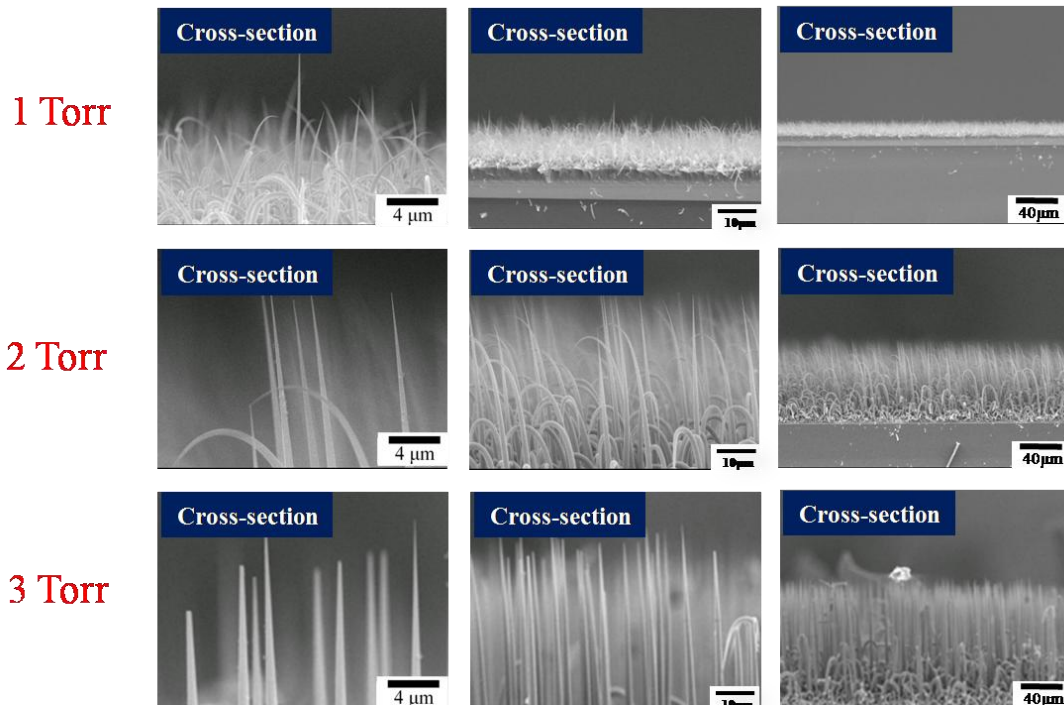 Cross-section
Cross-section
Cross-section
1 Torr
4 μm
10μm
40μm
Cross-section
Cross-section
Cross-section
2 Torr
4 μm
10μm
40μm
Cross-section
Cross-section
Cross-section
3 Torr
4 μm
10μm
40μm